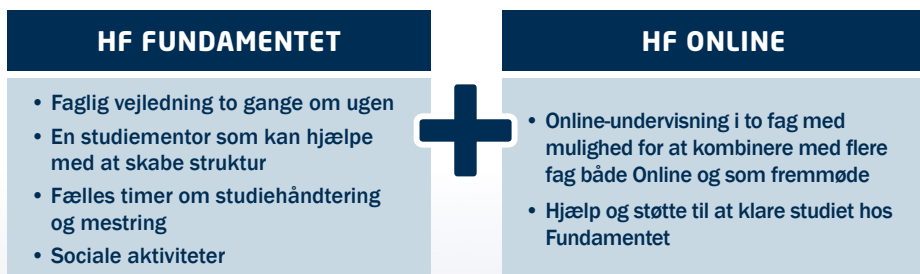 HF FUNDAMENTET
• Faglig vejledning to gange om ugen
• En studiementor som kan hjælpe
med at skabe struktur
• Fælles timer om studiehåndtering
og mestring
• Sociale aktiviteter
HF ONLINE
• Online-undervisning i to fag med
mulighed for at kombinere med flere
fag både Online og som fremmøde
• Hjælp og støtte til at klare studiet hos
Fundamentet